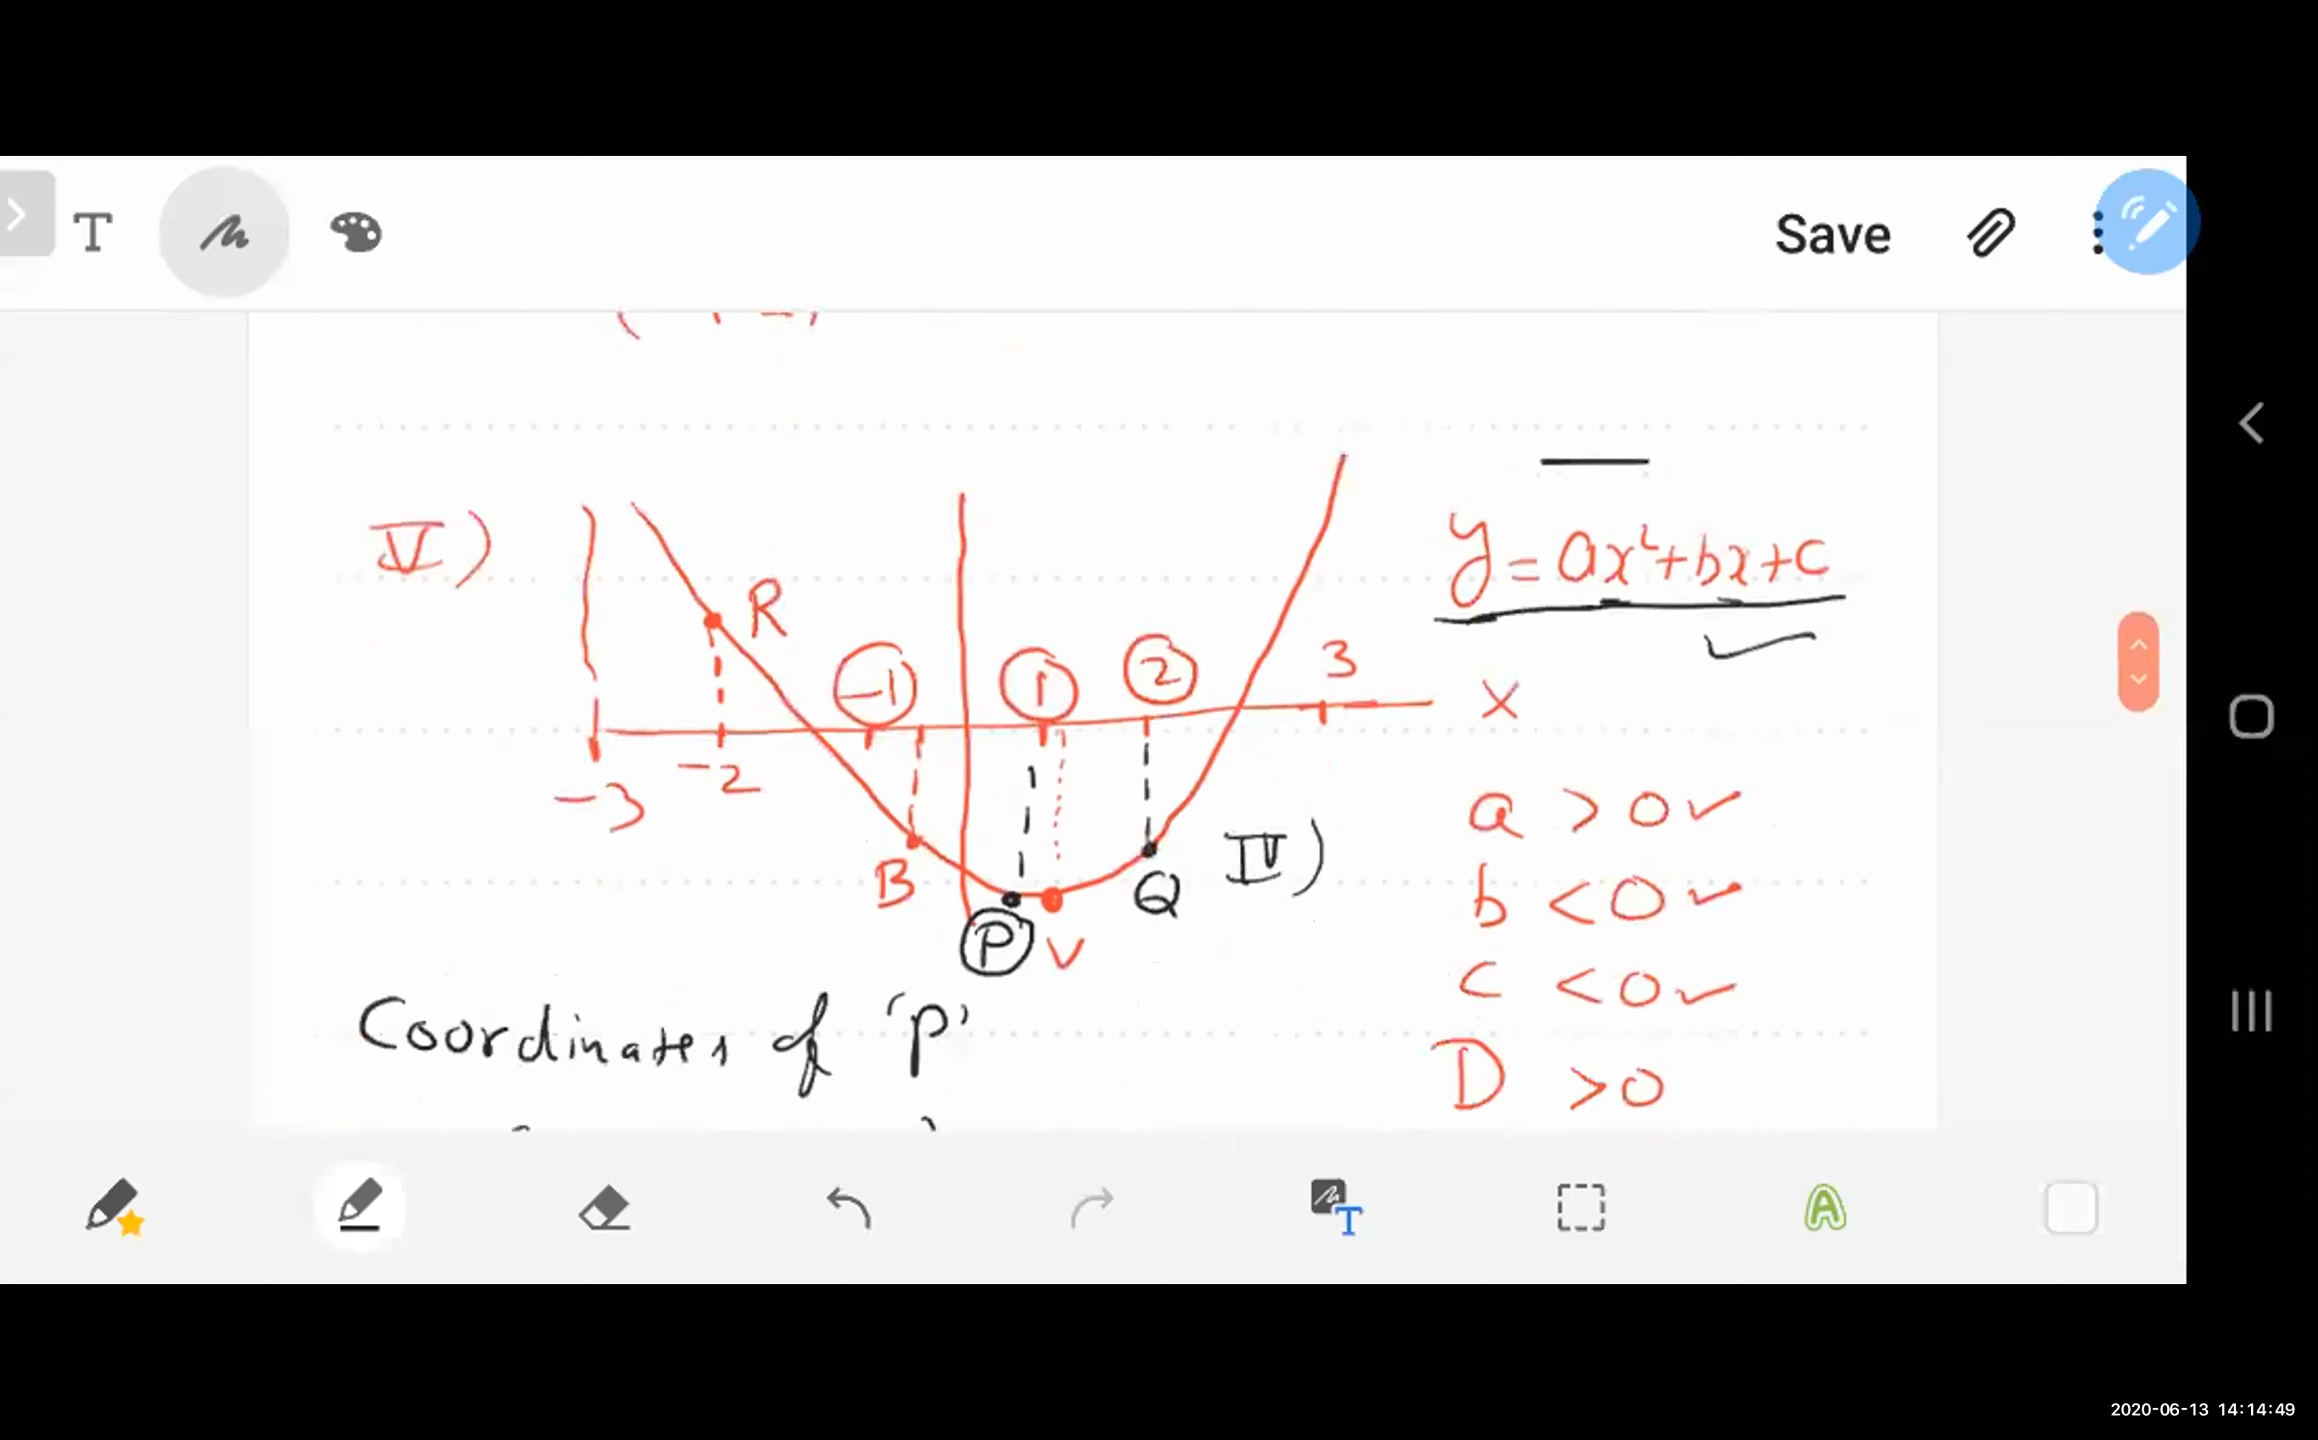 T
Save
V)
R
y = ax²+bx+c
-1
1
2
3
X
-3
-2
B
P
V
Q
IV)
a > 0 ✓
b < 0 ✓
c < 0 ✓
D > 0
Coordinates of 'P'
T
A
2020-06-13 14:14:49